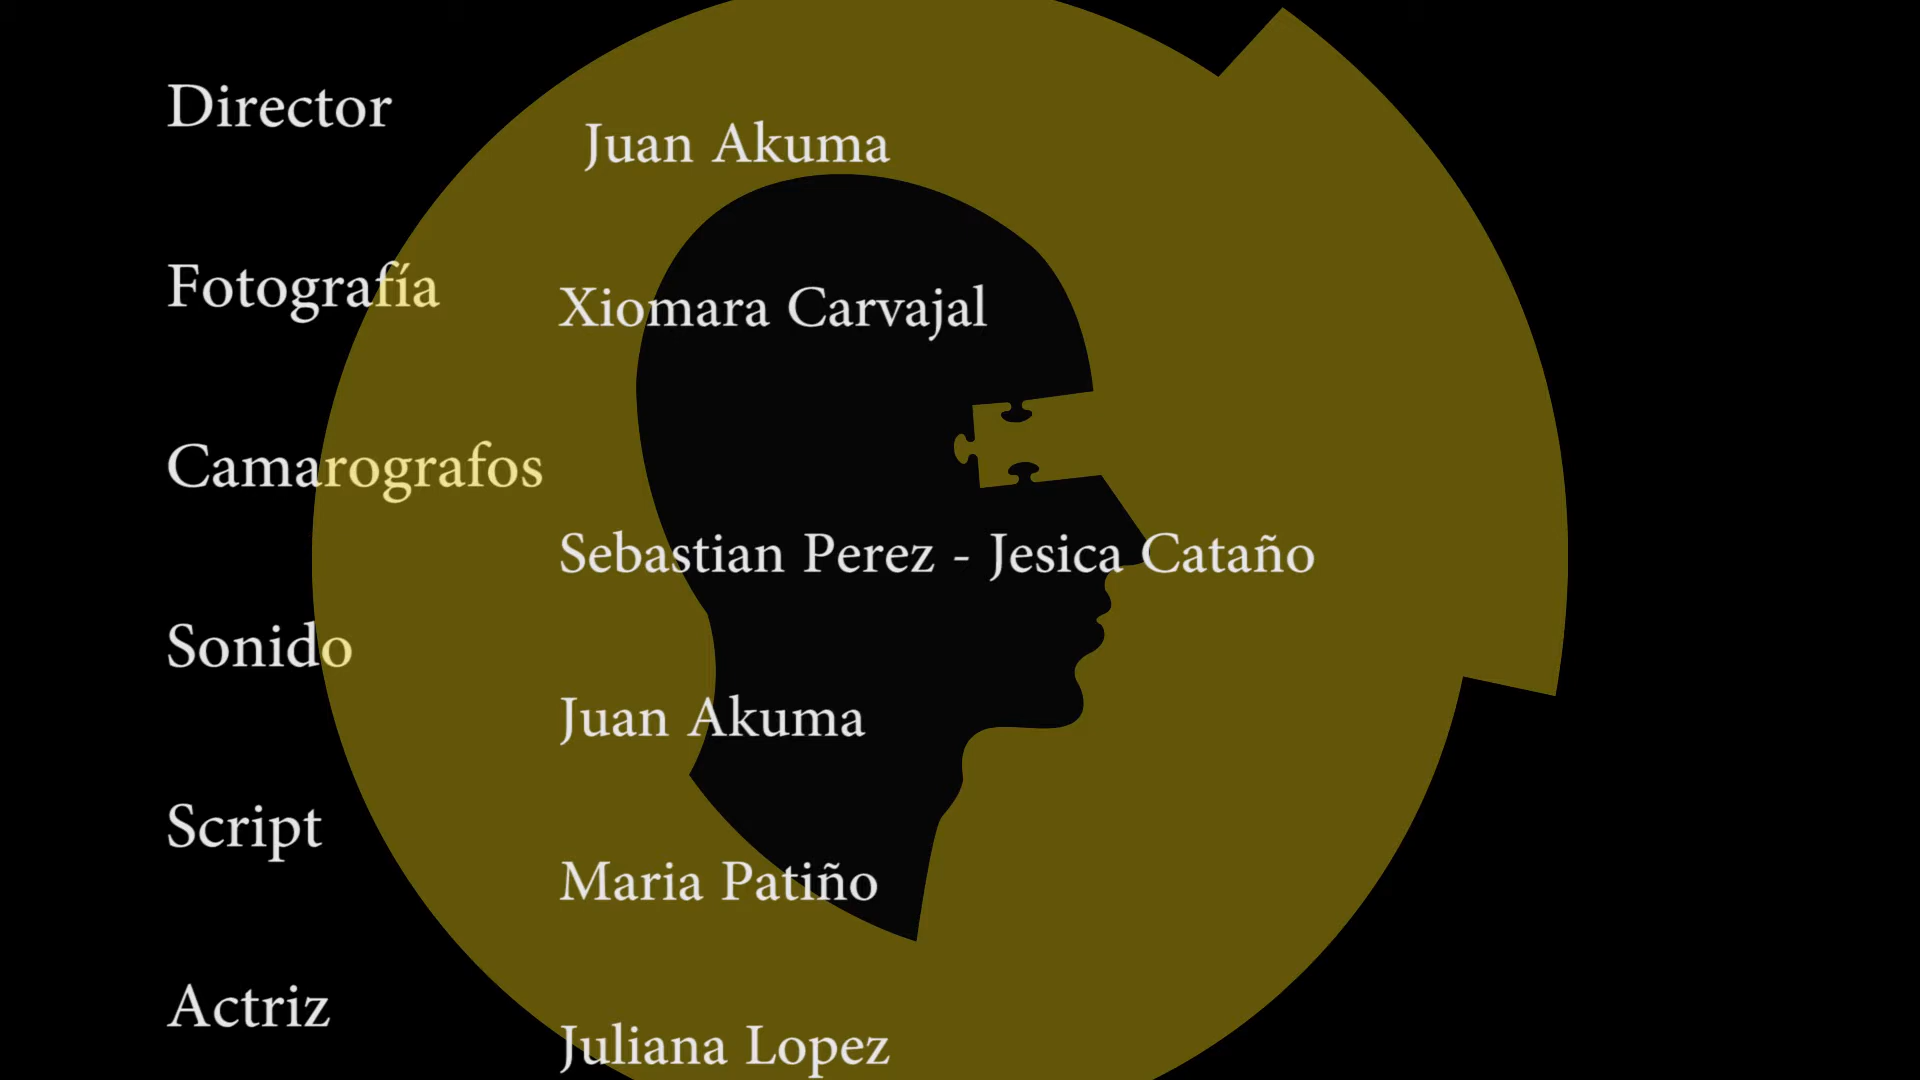 Director
Juan Akuma
Fotografía
Xiomara Carvajal
Camarografos
Sebastian Perez - Jesica Cataño
Sonido
Juan Akuma
Script
Maria Patiño
Actriz
Juliana Lopez